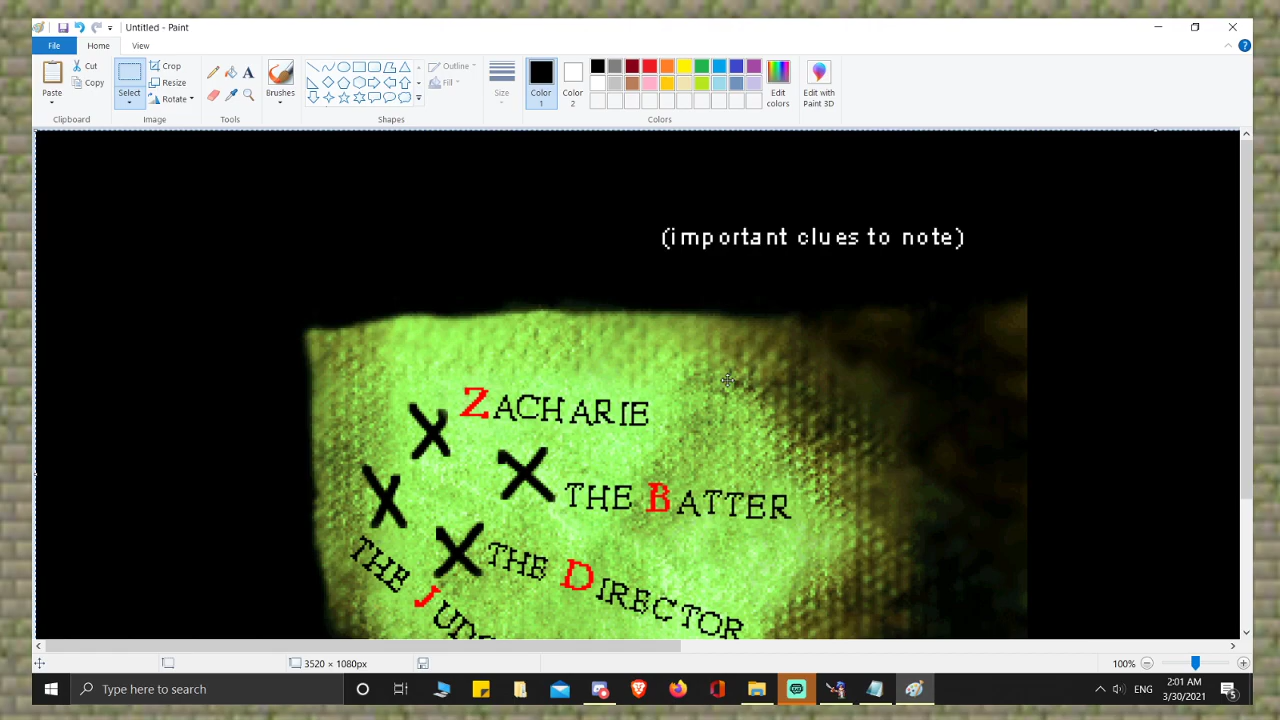 Untitled - Paint
File Home View
Paste
Cut
Copy
Clipboard
Select
Crop
Resize
Rotate
Image
A
Tools
Brushes
Outline
Fill
Shapes
Size
Color 1
Color 2
Edit colors
Colors
Edit with Paint 3D
(important clues to note)
ZACHARIE
THE BATTER
THE DIRECTOR
THE JUD
3520 × 1080px
100%
Type here to search
ENG
2:01 AM
3/30/2021
5